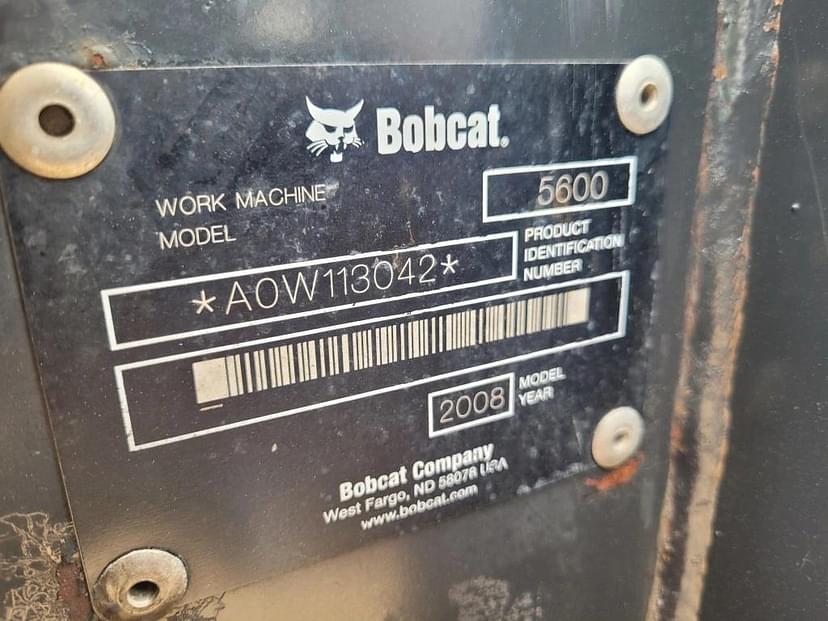 Bobcat®
WORK MACHINE
MODEL
5600
PRODUCT
IDENTIFICATION
NUMBER
*A0W113042*
2008
MODEL
YEAR
Bobcat Company
West Fargo, ND 58078 USA
www.bobcat.com